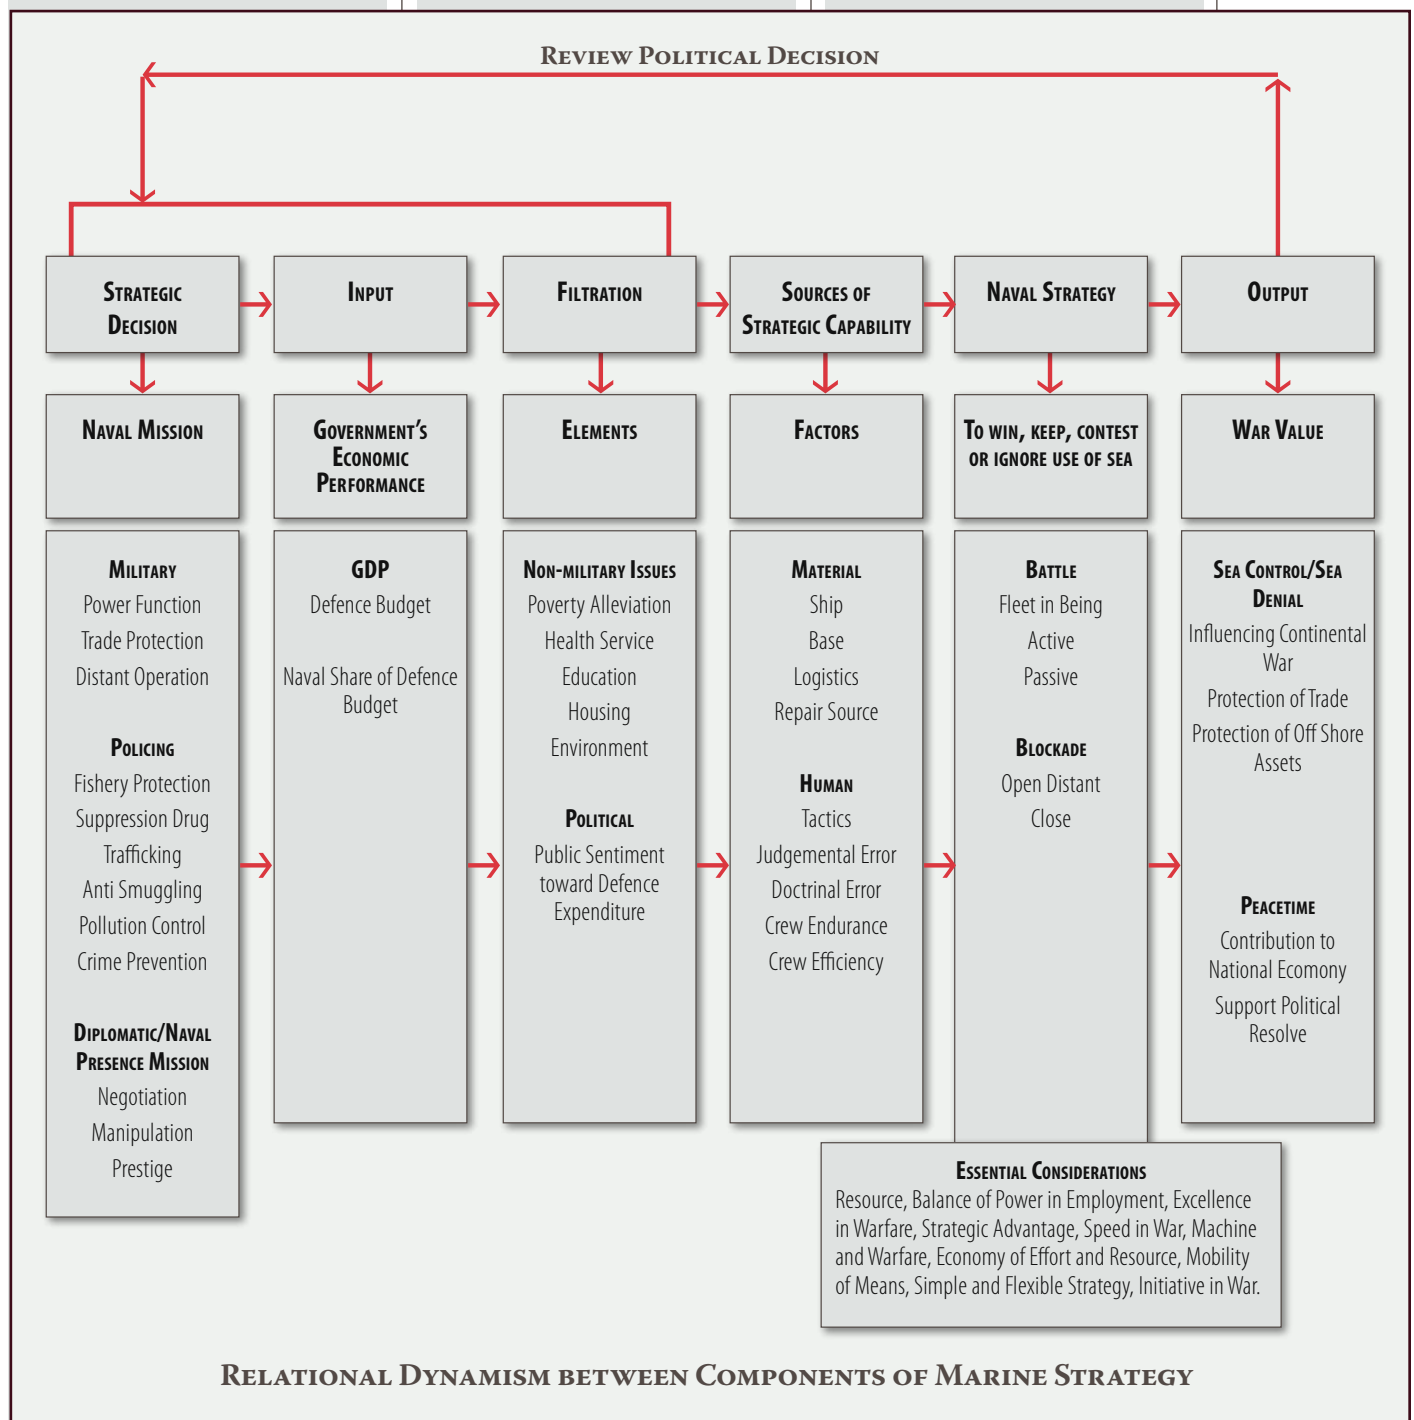 Review Political Decision
Strategic
Decision
Input
Filtration
Sources of
Strategic Capability
Naval Strategy
Output
Naval Mission
Government's
Economic
Performance
Elements
Factors
To win, keep, contest
or ignore use of sea
War Value
Military
Power Function
Trade Protection
Distant Operation
Policing
Fishery Protection
Suppression Drug
Trafficking
Anti Smuggling
Pollution Control
Crime Prevention
Diplomatic/Naval
Presence Mission
Negotiation
Manipulation
Prestige
GDP
Defence Budget
Naval Share of Defence
Budget
Non-military Issues
Poverty Alleviation
Health Service
Education
Housing
Environment
Political
Public Sentiment
toward Defence
Expenditure
Material
Ship
Base
Logistics
Repair Source
Human
Tactics
Judgemental Error
Doctrinal Error
Crew Endurance
Crew Efficiency
Battle
Fleet in Being
Active
Passive
Blockade
Open Distant
Close
Sea Control/Sea
Denial
Influencing Continental
War
Protection of Trade
Protection of Off Shore
Assets
Peacetime
Contribution to
National Ecomony
Support Political
Resolve
Essential Considerations
Resource, Balance of Power in Employment, Excellence
in Warfare, Strategic Advantage, Speed in War, Machine
and Warfare, Economy of Effort and Resource, Mobility
of Means, Simple and Flexible Strategy, Initiative in War.
Relational Dynamism between Components of Marine Strategy